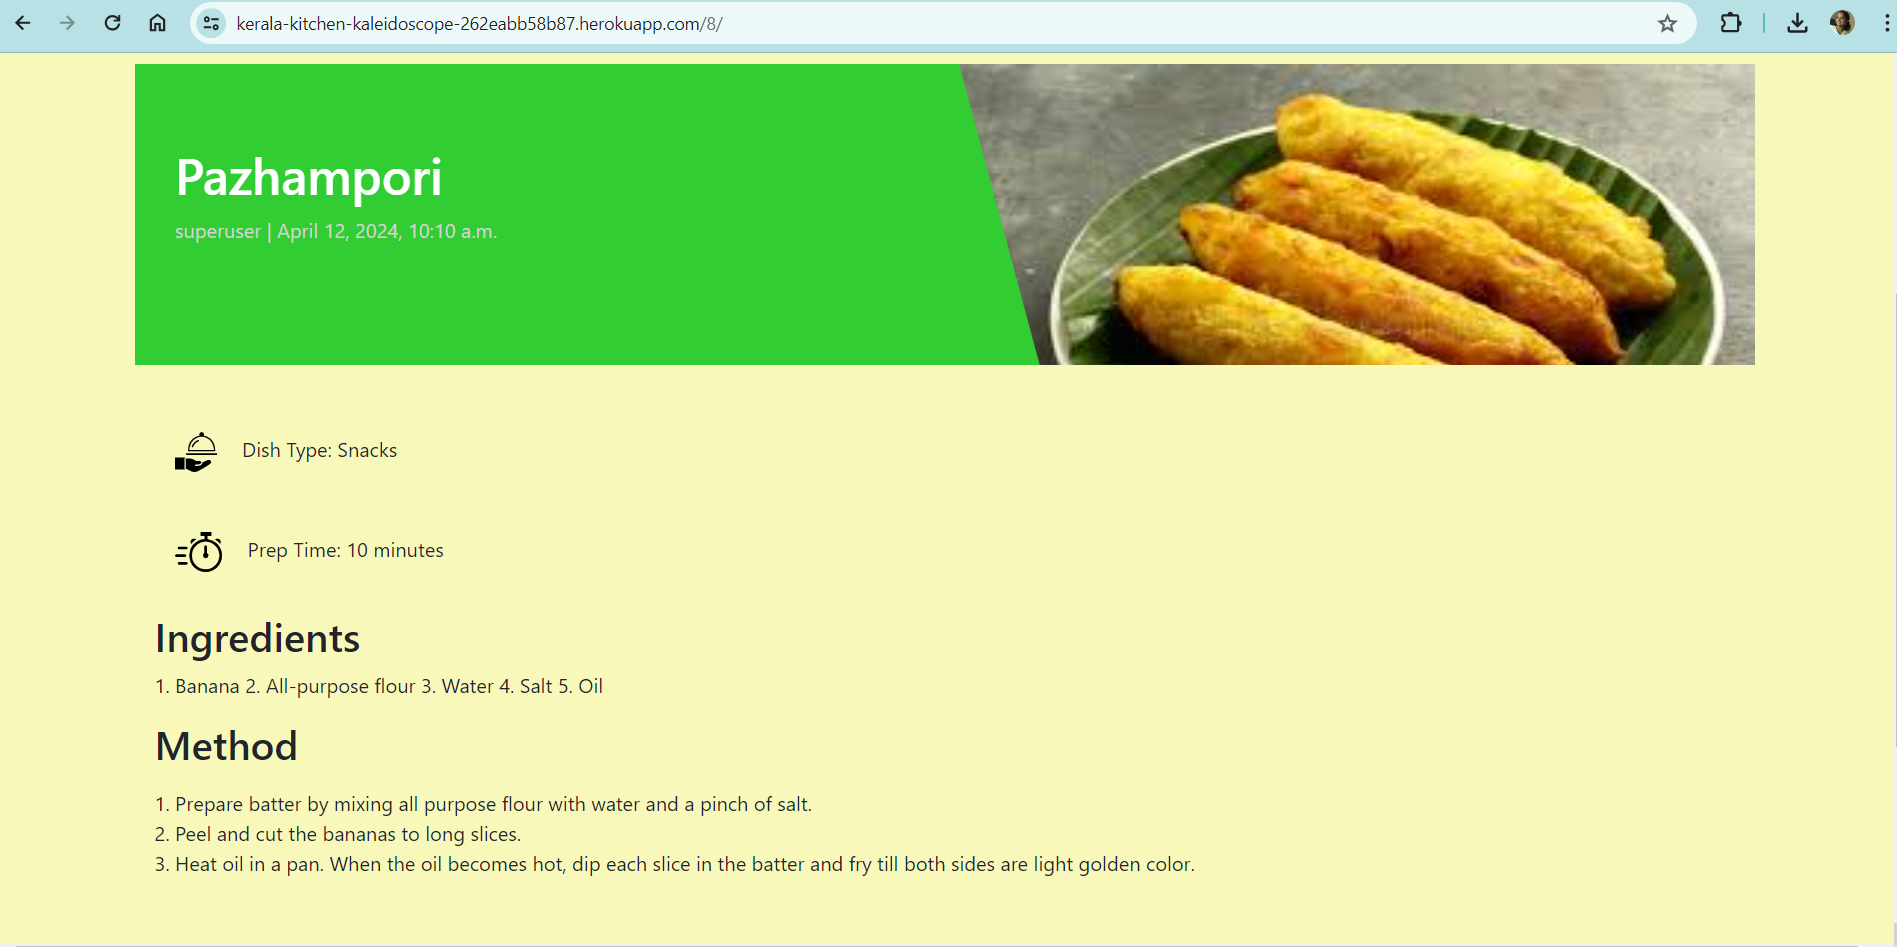 kerala-kitchen-kaleidoscope-262eabb58b87.herokuapp.com/8/
Pazhampori
superuser | April 12, 2024, 10:10 a.m.
Dish Type: Snacks
Prep Time: 10 minutes
Ingredients
1. Banana 2. All-purpose flour 3. Water 4. Salt 5. Oil
Method
1. Prepare batter by mixing all purpose flour with water and a pinch of salt.
2. Peel and cut the bananas to long slices.
3. Heat oil in a pan. When the oil becomes hot, dip each slice in the batter and fry till both sides are light golden color.